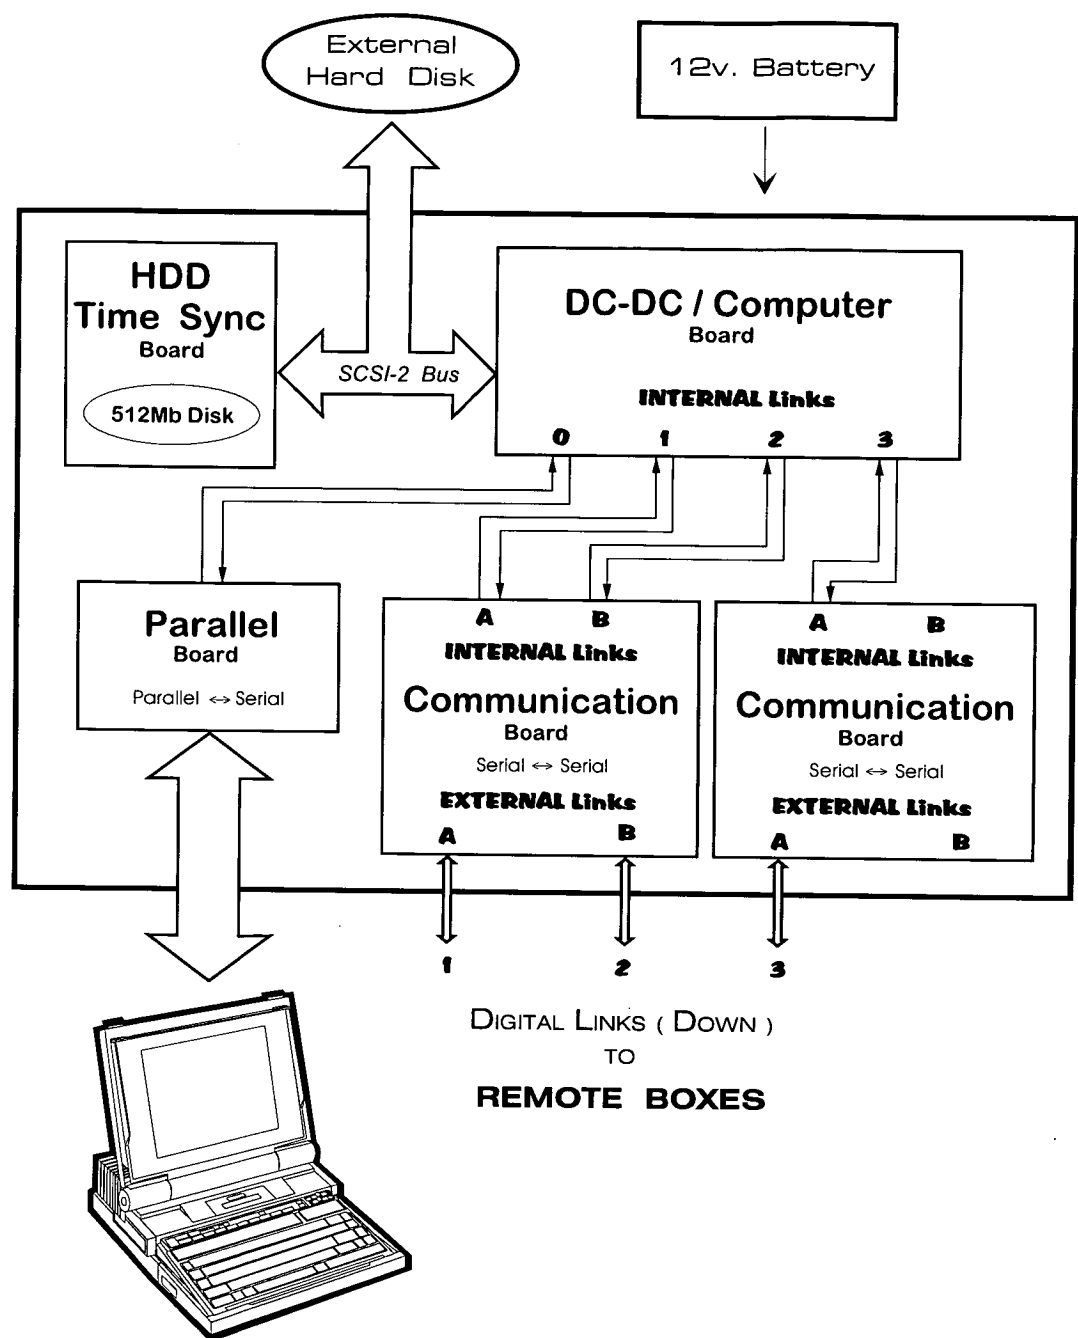 External
Hard Disk
12v. Battery
HDD
Time Sync
Board
512Mb Disk
SCSI-2 Bus
DC-DC / Computer
Board
INTERNAL Links
0 1 2 3
Parallel
Board
Parallel ↔ Serial
A B
INTERNAL Links
Communication
Board
Serial ↔ Serial
EXTERNAL Links
A B
A B
INTERNAL Links
Communication
Board
Serial ↔ Serial
EXTERNAL Links
A B
1 2 3
DIGITAL LINKS ( DOWN )
TO
REMOTE BOXES